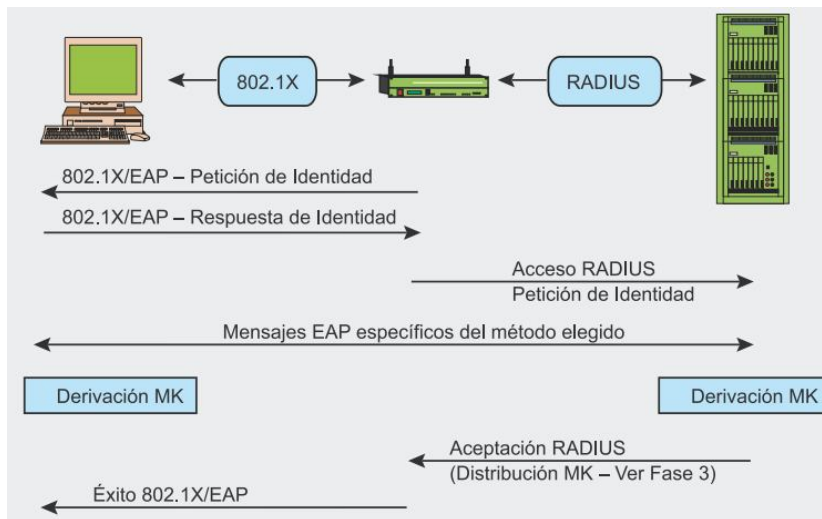 802.1X
RADIUS
802.1X/EAP – Petición de Identidad
802.1X/EAP – Respuesta de Identidad
Acceso RADIUS
Petición de Identidad
Mensajes EAP específicos del método elegido
Derivación MK
Derivación MK
Aceptación RADIUS
(Distribución MK – Ver Fase 3)
Éxito 802.1X/EAP